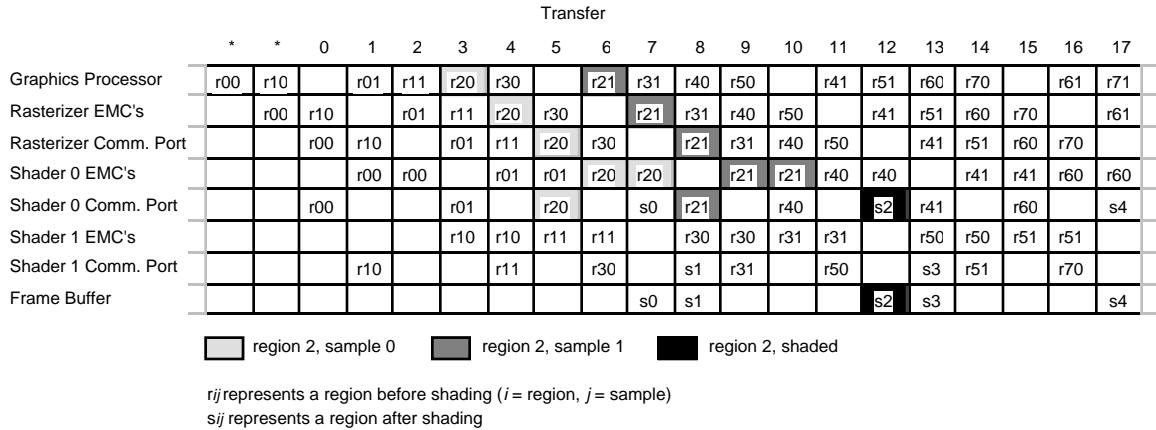 Transfer
* * 0 1 2 3 4 5 6 7 8 9 10 11 12 13 14 15 16 17
Graphics Processor r00 r10 r01 r11 r20 r30 r21 r31 r40 r50 r41 r51 r60 r70 r61 r71
Rasterizer EMC's r00 r10 r01 r11 r20 r30 r21 r31 r40 r50 r41 r51 r60 r70 r61
Rasterizer Comm. Port r00 r10 r01 r11 r20 r30 r21 r31 r40 r50 r41 r51 r60 r70
Shader 0 EMC's r00 r00 r01 r01 r20 r20 r21 r21 r40 r40 r41 r41 r60 r60
Shader 0 Comm. Port r00 r01 r20 s0 r21 r40 s2 r41 r60 s4
Shader 1 EMC's r10 r10 r11 r11 r30 r30 r31 r31 r50 r50 r51 r51
Shader 1 Comm. Port r10 r11 r30 s1 r31 r50 s3 r51 r70
Frame Buffer s0 s1 s2 s3 s4
region 2, sample 0 region 2, sample 1 region 2, shaded
rij represents a region before shading (i = region, j = sample)
sij represents a region after shading